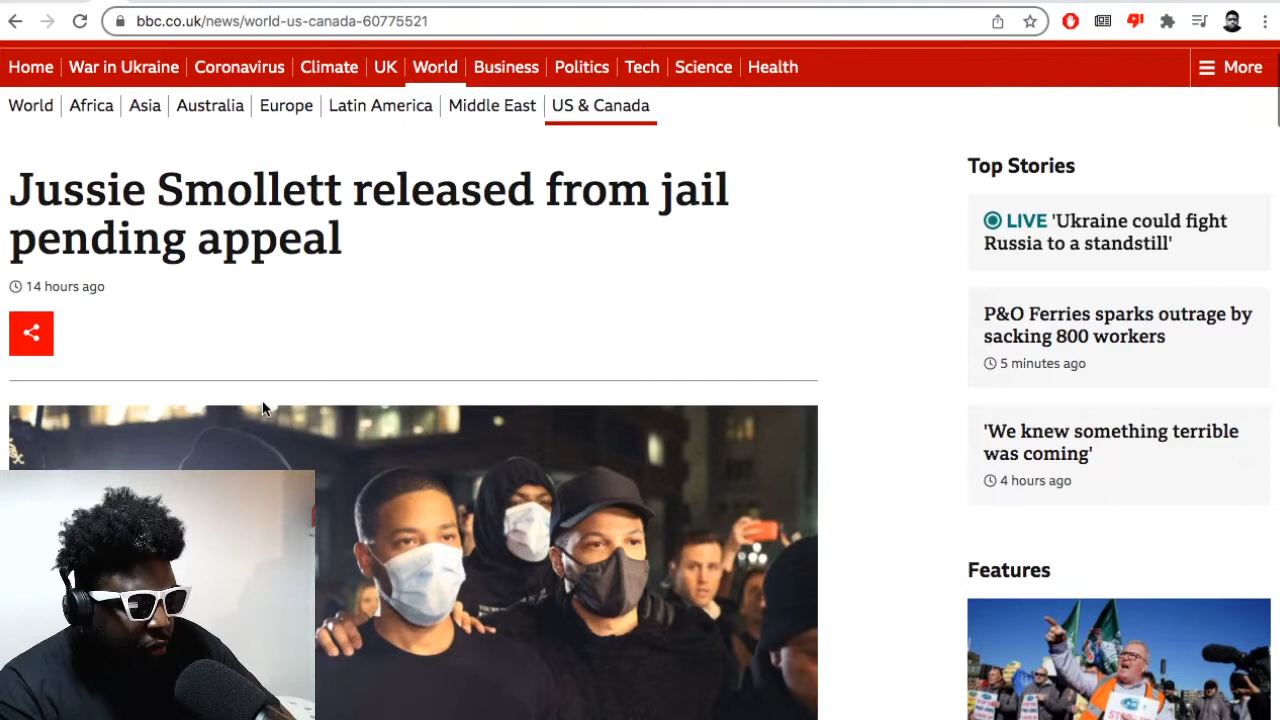 bbc.co.uk/news/world-us-canada-60775521
Home War in Ukraine Coronavirus Climate UK World Business Politics Tech Science Health More
World Africa Asia Australia Europe Latin America Middle East US & Canada
Jussie Smollett released from jail
pending appeal
14 hours ago
Top Stories
LIVE 'Ukraine could fight
Russia to a standstill'
P&O Ferries sparks outrage by
sacking 800 workers
5 minutes ago
'We knew something terrible
was coming'
4 hours ago
Features